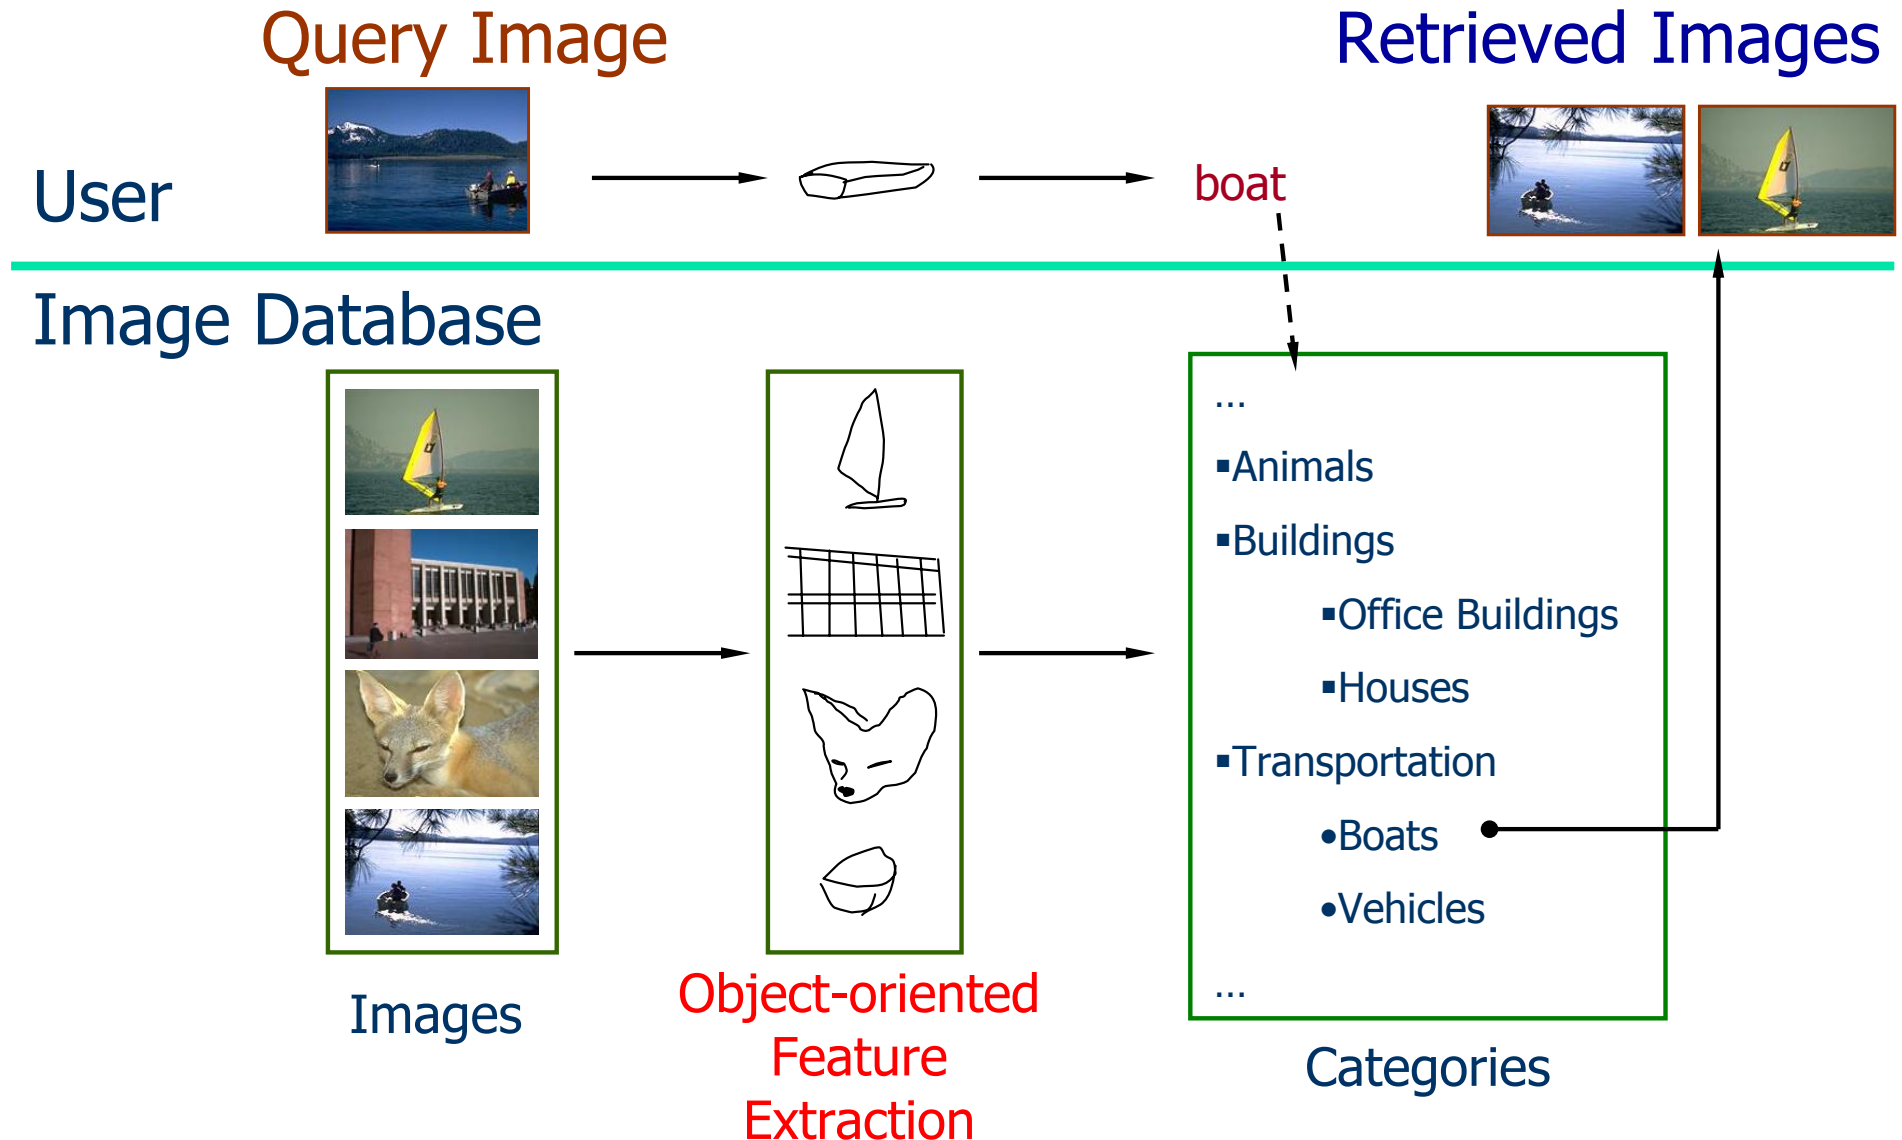 Query Image
Retrieved Images
User
boat
Image Database
...
▪Animals
▪Buildings
▪Office Buildings
▪Houses
▪Transportation
•Boats
•Vehicles
...
Images
Object-oriented
Feature
Extraction
Categories